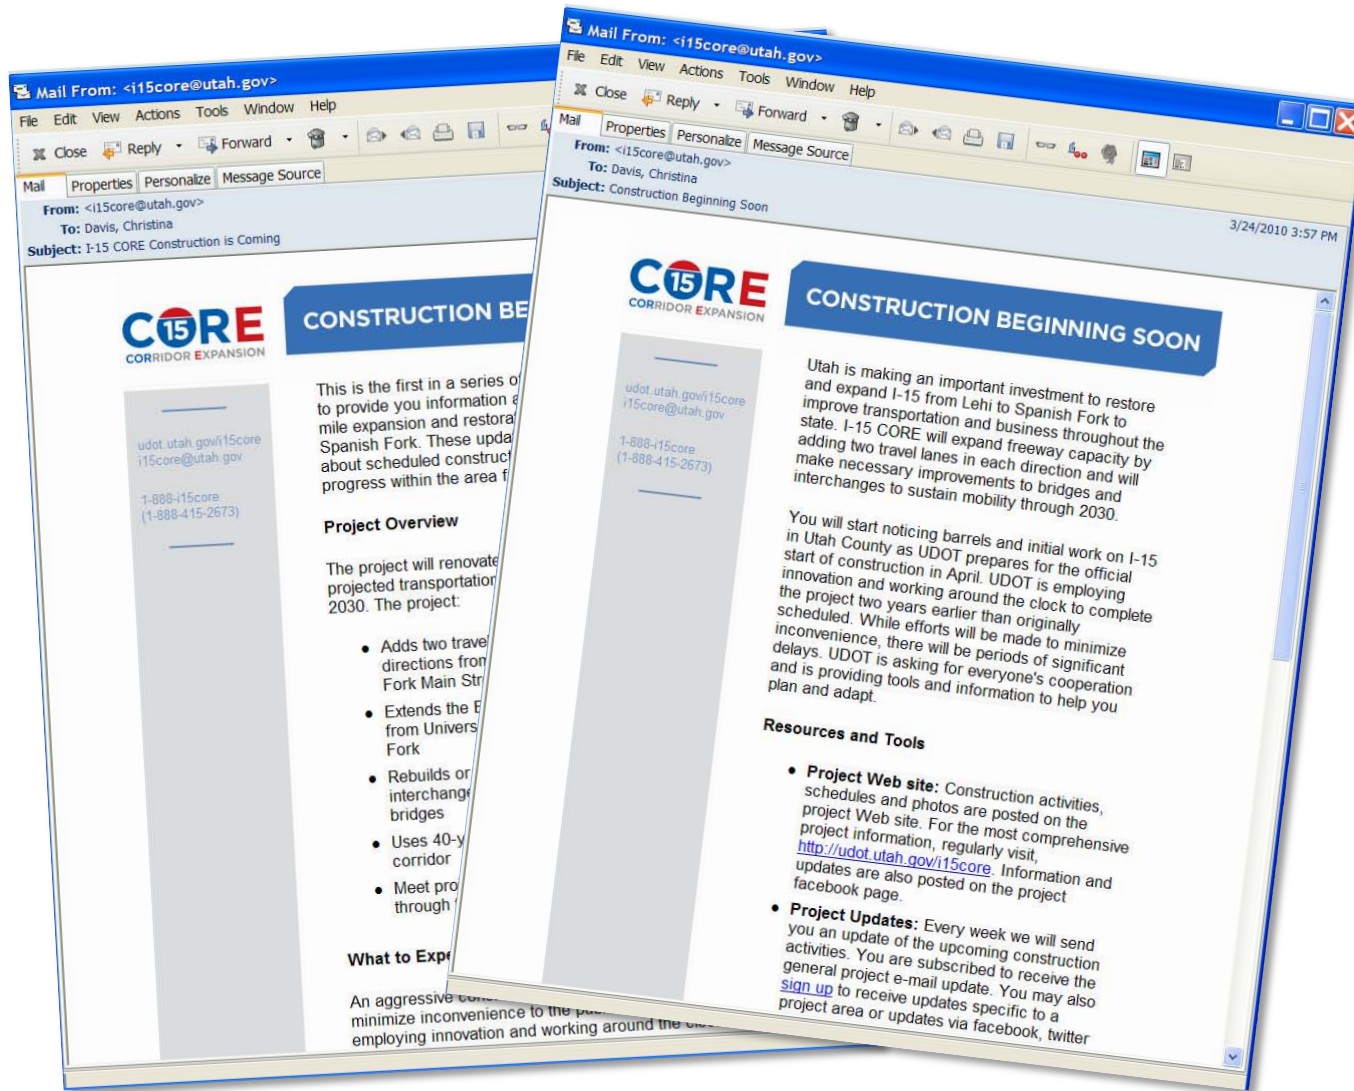 Mail From: <i15core@utah.gov>
File Edit View Actions Tools Window Help
Close Reply Forward
Mail Properties Personalize Message Source
From: <i15core@utah.gov>
To: Davis, Christina
Subject: I-15 CORE Construction is Coming
CORE 15
CORRIDOR EXPANSION
CONSTRUCTION BE
udot.utah.gov/i15core
i15core@utah.gov
1-888-i15core
(1-888-415-2673)
This is the first in a series of
to provide you information
mile expansion and
Spanish Fork. These
about scheduled
progress within the area
Project Overview
The project will renovate
projected transportation
2030. The project:
Adds two
directions from
Fork Main
Extends the
from
Fork
Rebuilds or
interchange
bridges
Uses
corridor
Meet
through
What to
An aggressive
minimize inconvenience to the
employing innovation and working around the
Mail From: <i15core@utah.gov>
File Edit View Actions Tools Window Help
Close Reply Forward
Mail Properties Personalize Message Source
From: <i15core@utah.gov>
To: Davis, Christina
Subject: Construction Beginning Soon
3/24/2010 3:57 PM
CORE 15
CORRIDOR EXPANSION
CONSTRUCTION BEGINNING SOON
udot.utah.gov/i15core
i15core@utah.gov
1-888-i15core
(1-888-415-2673)
Utah is making an important investment to restore
and expand I-15 from Lehi to Spanish Fork to
improve transportation and business throughout the
state. I-15 CORE will expand freeway capacity by
adding two travel lanes in each direction and will
make necessary improvements to bridges and
interchanges to sustain mobility through 2030.
You will start noticing barrels and initial work on I-15
in Utah County as UDOT prepares for the official
start of construction in April. UDOT is employing
innovation and working around the clock to complete
the project two years earlier than originally
scheduled. While efforts will be made to minimize
inconvenience, there will be periods of significant
delays. UDOT is asking for everyone's cooperation
and is providing tools and information to help you
plan and adapt.
Resources and Tools
Project Web site: Construction activities,
schedules and photos are posted on the
project Web site. For the most comprehensive
project information, regularly visit,
http://udot.utah.gov/i15core. Information and
updates are also posted on the project
facebook page.
Project Updates: Every week we will send
you an update of the upcoming construction
activities. You are subscribed to receive the
general project e-mail update. You may also
sign up to receive updates specific to a
project area or updates via facebook, twitter